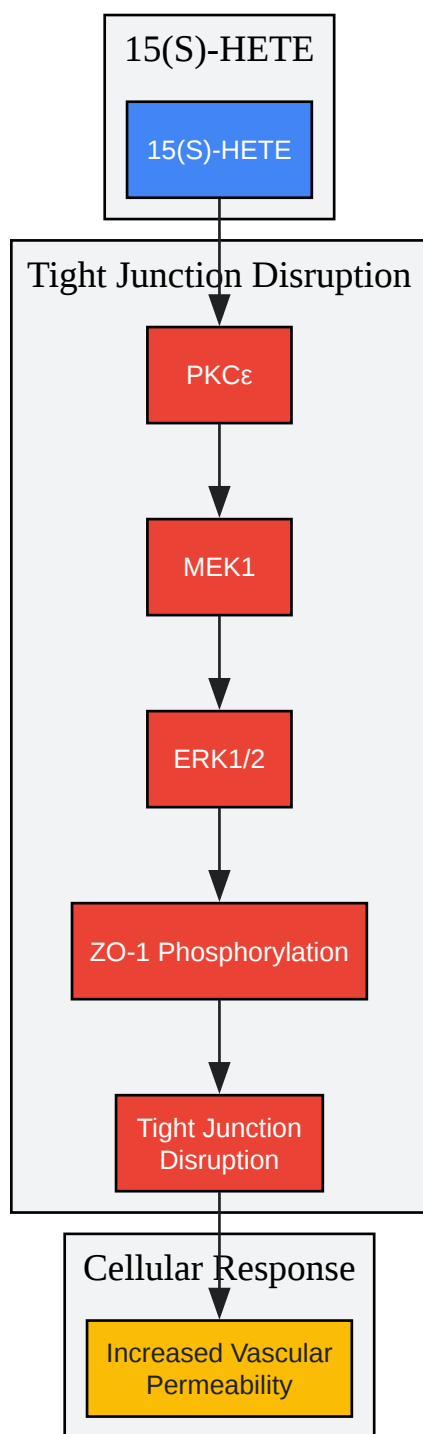 15(S)-HETE
15(S)-HETE
Tight Junction Disruption
PKCε
MEK1
ERK1/2
ZO-1 Phosphorylation
Tight Junction
Disruption
Cellular Response
Increased Vascular
Permeability